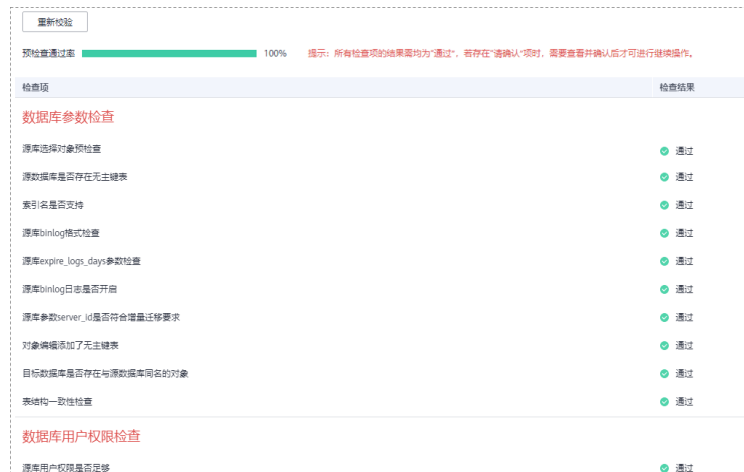 重新校验
预检查通过率 100% 提示：所有检查项的结果需均为“通过”，若存在“请确认”项时，需要查看并确认后才可进行继续操作。
检查项 检查结果
数据库参数检查
源库选择对象预检查 通过
源数据库是否存在无主键表 通过
索引名是否支持 通过
源库binlog格式检查 通过
源库expire_logs_days参数检查 通过
源库binlog日志是否开启 通过
源库参数server_id是否符合增量迁移要求 通过
对象编辑添加了无主键表 通过
目标数据库是否存在与源数据库同名的对象 通过
表结构一致性检查 通过
数据库用户权限检查
源库用户权限是否足够 通过